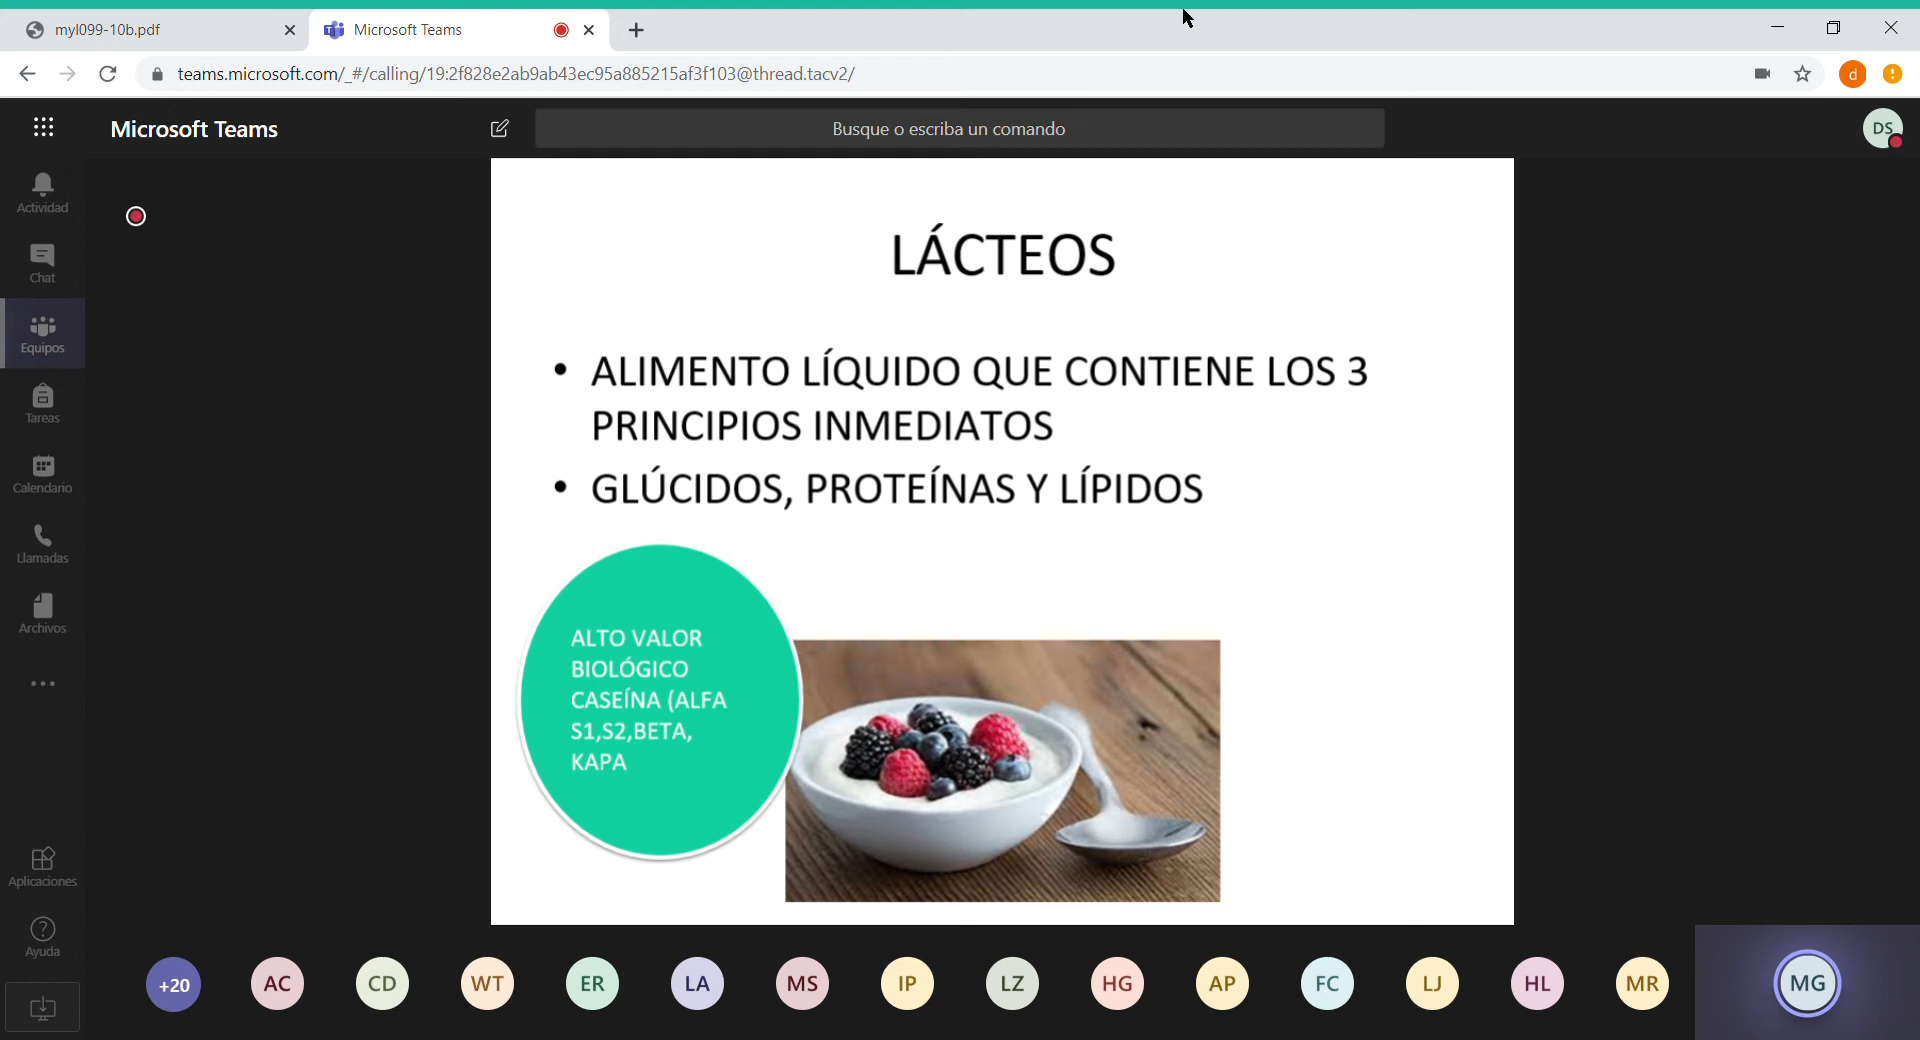 myl099-10b.pdf
Microsoft Teams
teams.microsoft.com/_#/calling/19:2f828e2ab9ab43ec95a885215af3f103@thread.tacv2/
d
Microsoft Teams
Busque o escriba un comando
DS
Actividad
Chat
Equipos
Tareas
Calendario
Llamadas
Archivos
Aplicaciones
Ayuda
LÁCTEOS
• ALIMENTO LÍQUIDO QUE CONTIENE LOS 3
PRINCIPIOS INMEDIATOS
• GLÚCIDOS, PROTEÍNAS Y LÍPIDOS
ALTO VALOR
BIOLÓGICO
CASEÍNA (ALFA
S1,S2,BETA,
KAPA
+20 AC CD WT ER LA MS IP LZ HG AP FC LJ HL MR MG